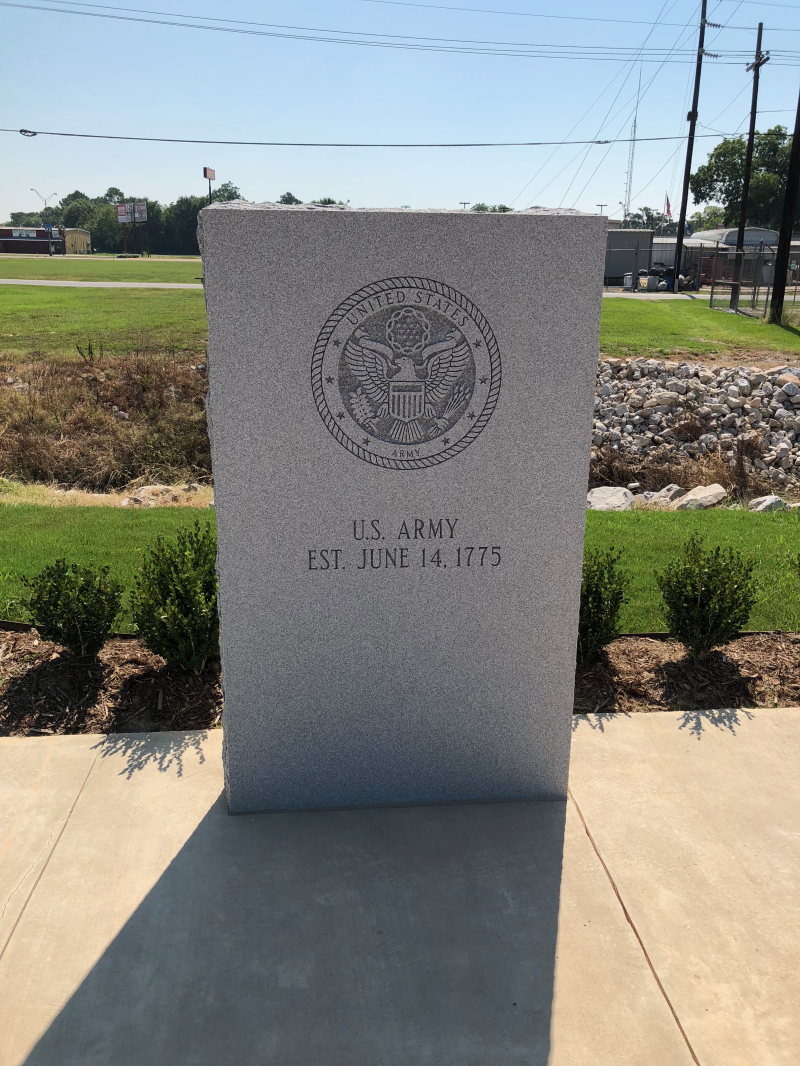 UNITED STATES
ARMY
U.S. ARMY
EST. JUNE 14, 1775